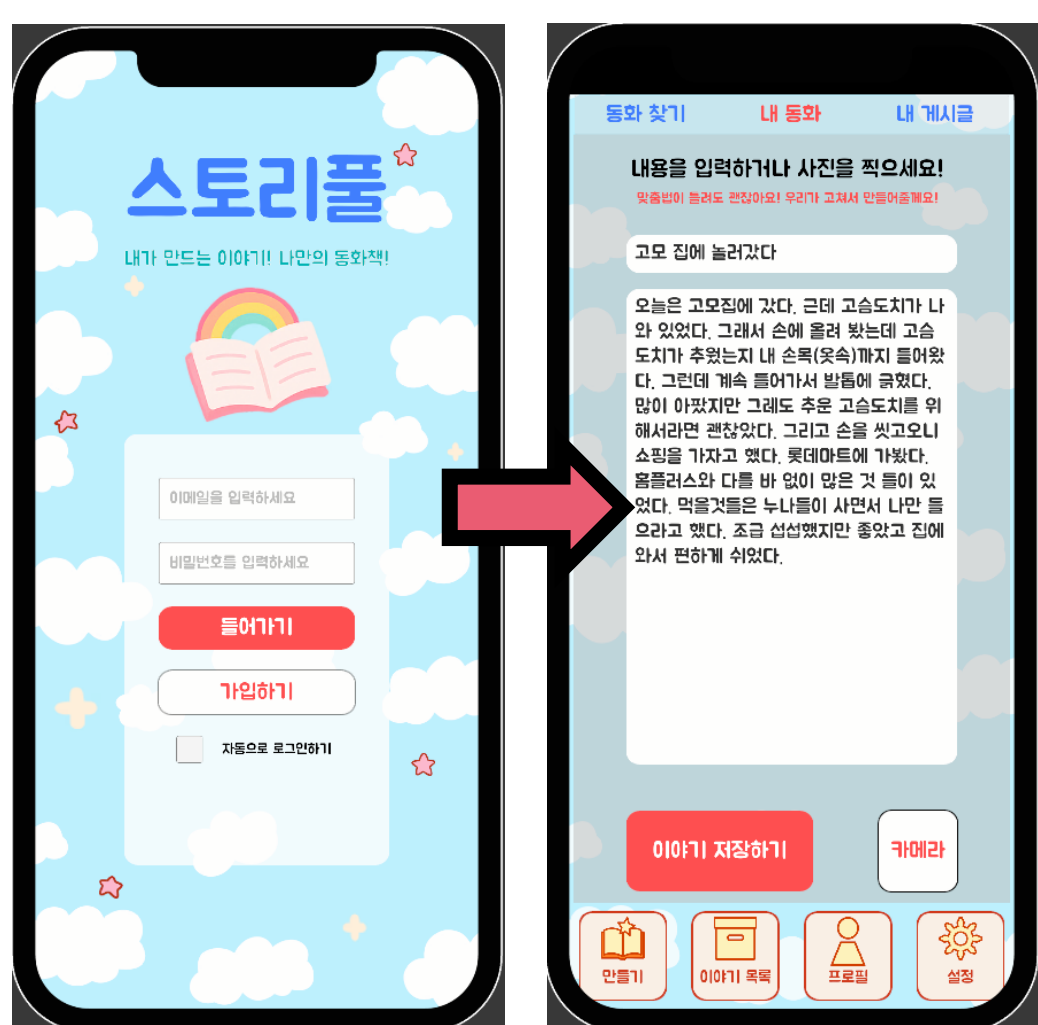 스토리풀
내가 만드는 이야기! 나만의 동화책!
이메일을 입력하세요
비밀번호를 입력하세요
들어가기
가입하기
자동으로 로그인하기
동화 찾기 내 동화 내 게시글
내용을 입력하거나 사진을 찍으세요!
맞춤법이 틀려도 괜찮아요! 우리가 고쳐서 만들어줄께요!
고모 집에 놀러갔다
오늘은 고모집에 갔다. 근데 고슴도치가 나
와 있었다. 그래서 손에 올려 봤는데 고슴
도치가 추웠는지 내 손목(옷속)까지 들어왔
다. 그런데 계속 들어가서 발톱에 긁혔다.
많이 아팠지만 그레도 추운 고슴도치를 위
해서라면 괜찮았다. 그리고 손을 씻고오니
쇼핑을 가자고 했다. 롯데마트에 가봤다.
홈플러스와 다를 바 없이 많은 것 들이 있
었다. 먹을것들은 누나들이 사면서 나만 들
으라고 했다. 조급 섭섭했지만 좋았고 집에
와서 편하게 쉬었다.
이야기 저장하기 카메라
만들기 이야기 목록 프로필 설정